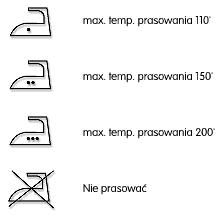 max. temp. prasowania 110°
max. temp. prasowania 150°
max. temp. prasowania 200°
Nie prasować